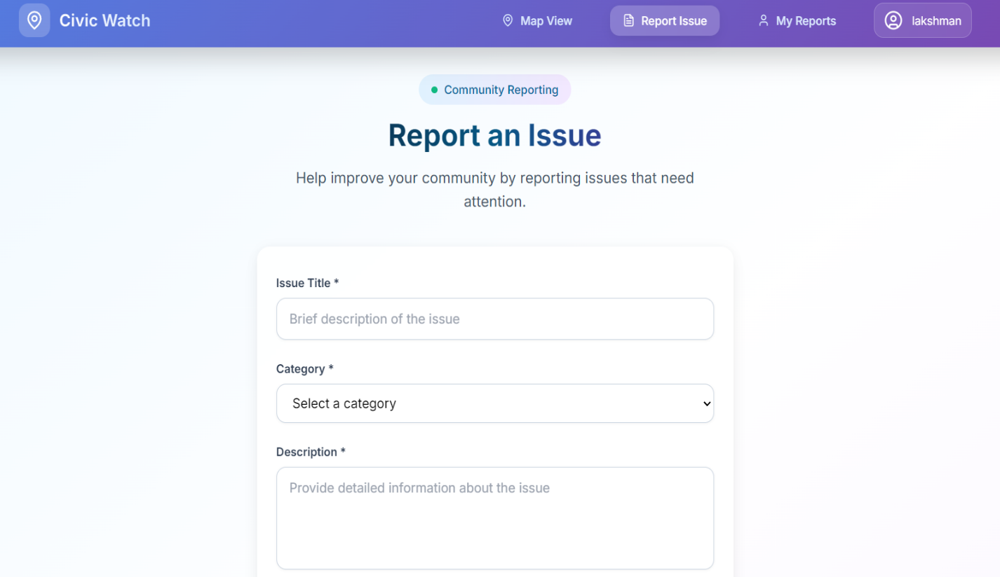 Civic Watch
Map View
Report Issue
My Reports
lakshman
Community Reporting
Report an Issue
Help improve your community by reporting issues that need
attention.
Issue Title *
Brief description of the issue
Category *
Select a category
Description *
Provide detailed information about the issue